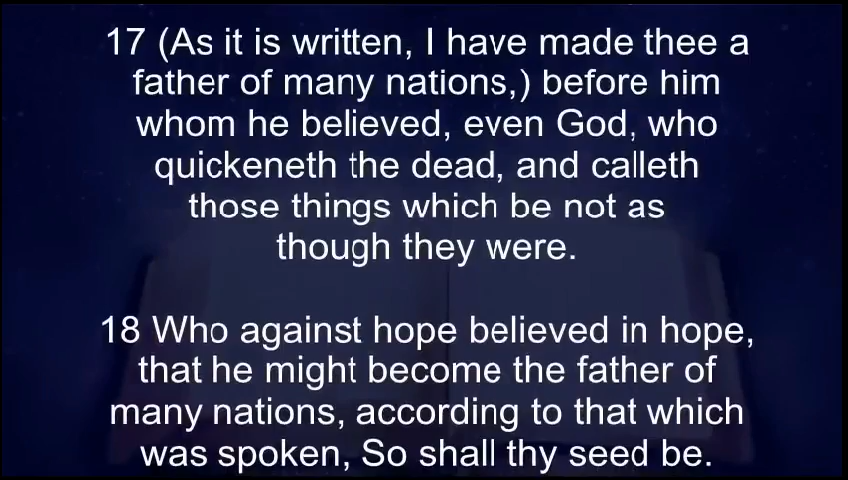 17 (As it is written, I have made thee a
father of many nations,) before him
whom he believed, even God, who
quickeneth the dead, and calleth
those things which be not as
though they were.
18 Who against hope believed in hope,
that he might become the father of
many nations, according to that which
was spoken, So shall thy seed be.